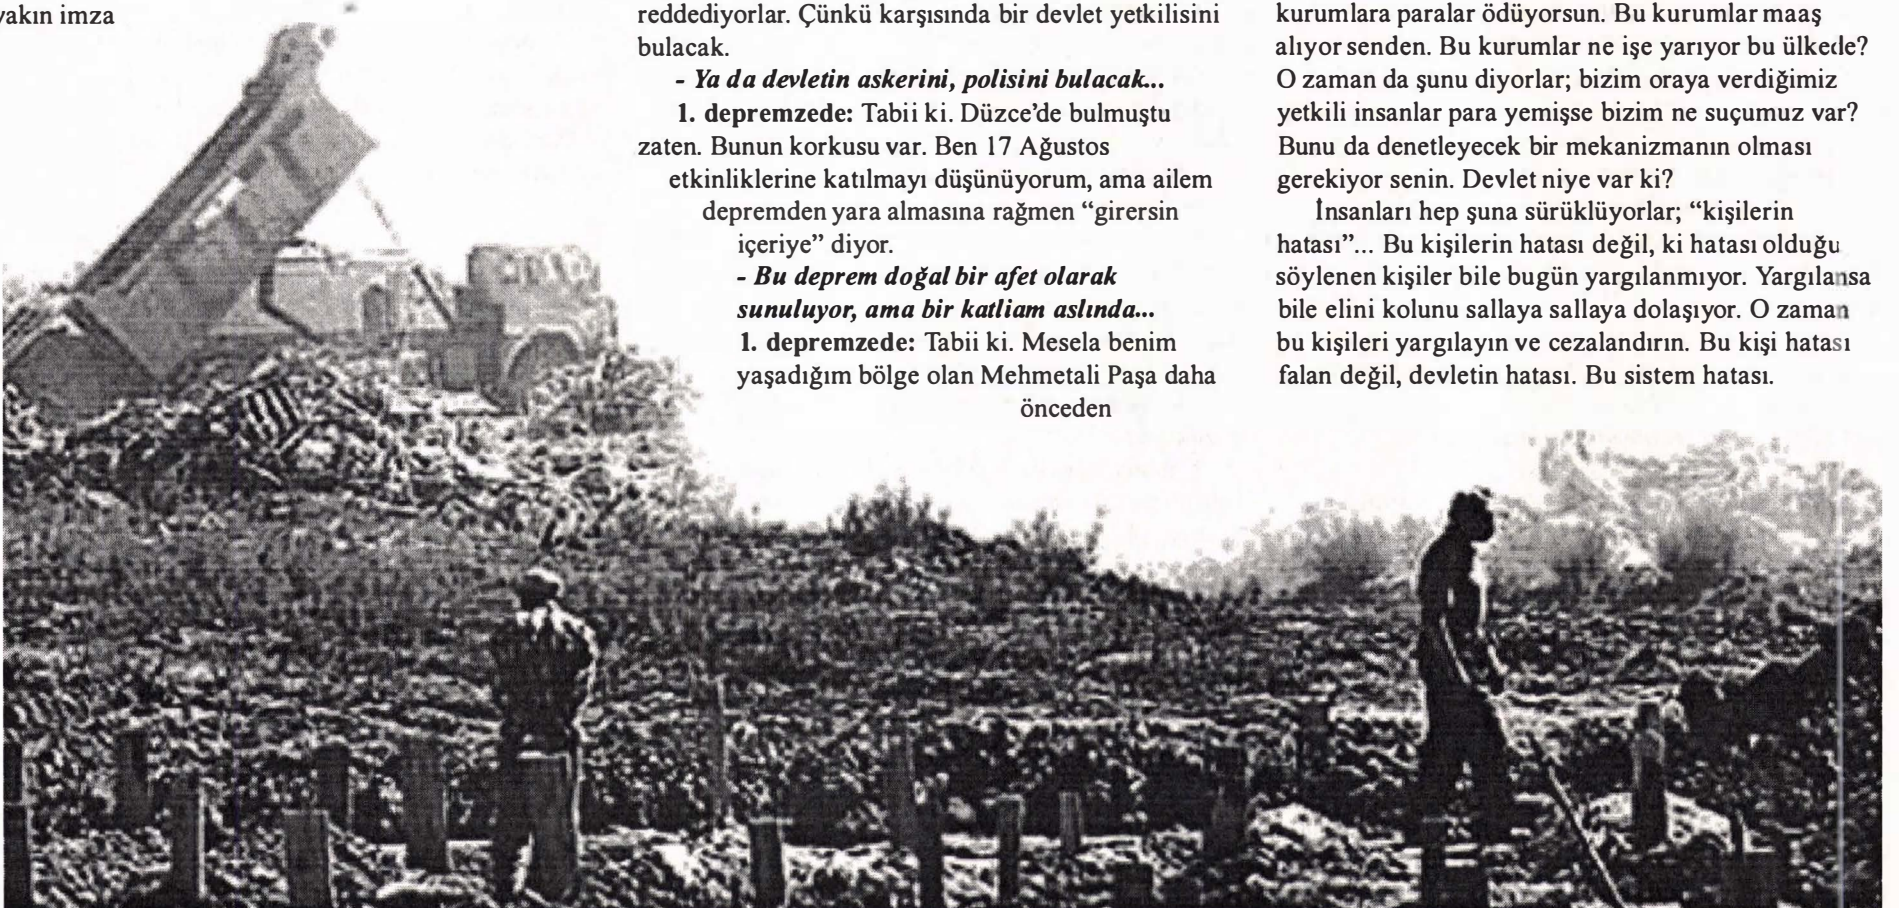 yakın imza
reddediyorlar. Çünkü karşısında bir devlet yetkilisini
bulacak.
- Ya da devletin askerini, polisini bulacak...
1. depremzede: Tabii ki. Düzce’de bulmuştu
zaten. Bunun korkusu var. Ben 17 Ağustos
etkinliklerine katılmayı düşünüyorum, ama ailem
depremden yara almasına rağmen “girersin
içeriye” diyor.
- Bu deprem doğal bir afet olarak
sunuluyor, ama bir katliam aslında...
1. depremzede: Tabii ki. Mesela benim
yaşadığım bölge olan Mehmetali Paşa daha
önceden
kurumlara paralar ödüyorsun. Bu kurumlar maaş
alıyor senden. Bu kurumlar ne işe yarıyor bu ülkede?
O zaman da şunu diyorlar; bizim oraya verdiğimiz
yetkili insanlar para yemişse bizim ne suçumuz var?
Bunu da denetleyecek bir mekanizmanın olması
gerekiyor senin. Devlet niye var ki?
İnsanları hep şuna sürüklüyorlar; “kişilerin
hatası”... Bu kişilerin hatası değil, ki hatası olduğu
söylenen kişiler bile bugün yargılanmıyor. Yargılansa
bile elini kolunu sallaya sallaya dolaşıyor. O zaman
bu kişileri yargılayın ve cezalandırın. Bu kişi hatası
falan değil, devletin hatası. Bu sistem hatası.